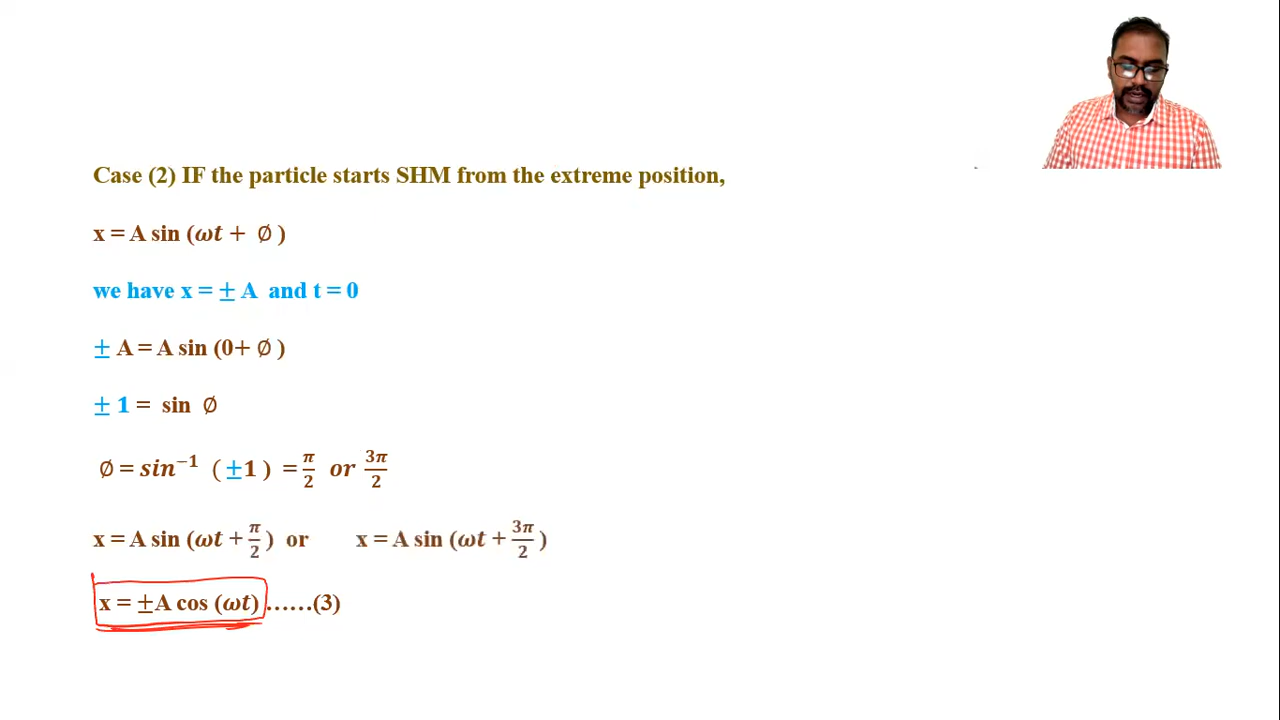 Case (2) IF the particle starts SHM from the extreme position,
x = A sin (ωt + ∅ )
we have x = ± A and t = 0
± A = A sin (0+ ∅ )
± 1 = sin ∅
∅ = sin⁻¹ ( ±1 ) = π/2 or 3π/2
x = A sin (ωt + π/2 ) or x = A sin (ωt + 3π/2 )
x = ±A cos (ωt) ......(3)